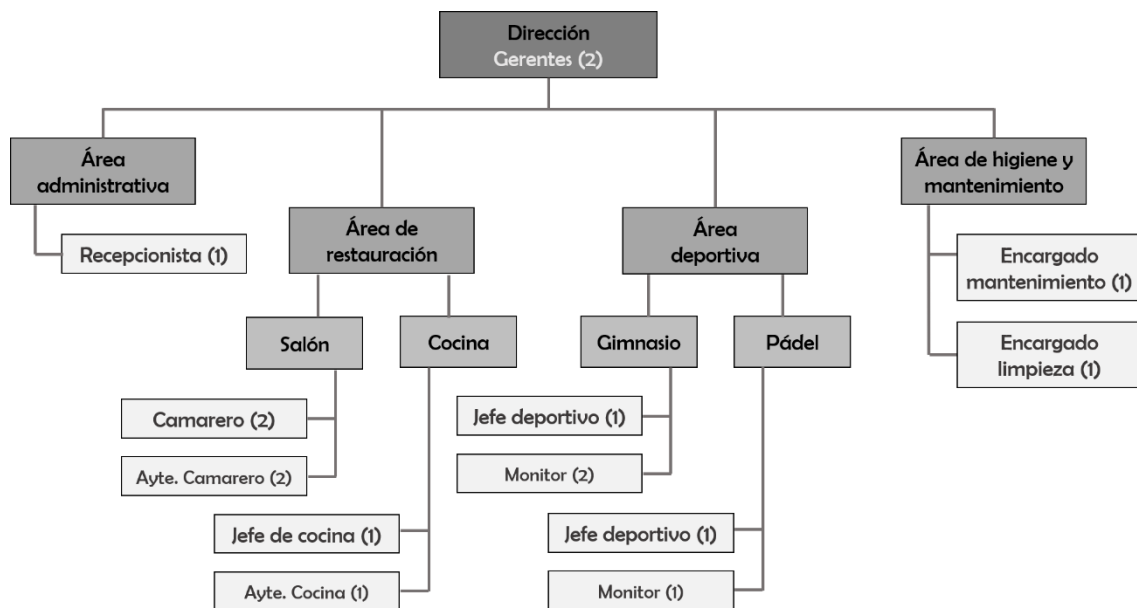 Dirección
Gerentes (2)
Área
administrativa
Área de higiene y
mantenimiento
Recepcionista (1)
Área de
restauración
Área
deportiva
Encargado
mantenimiento (1)
Salón
Cocina
Gimnasio
Pádel
Encargado
limpieza (1)
Camarero (2)
Jefe deportivo (1)
Ayte. Camarero (2)
Monitor (2)
Jefe de cocina (1)
Jefe deportivo (1)
Ayte. Cocina (1)
Monitor (1)